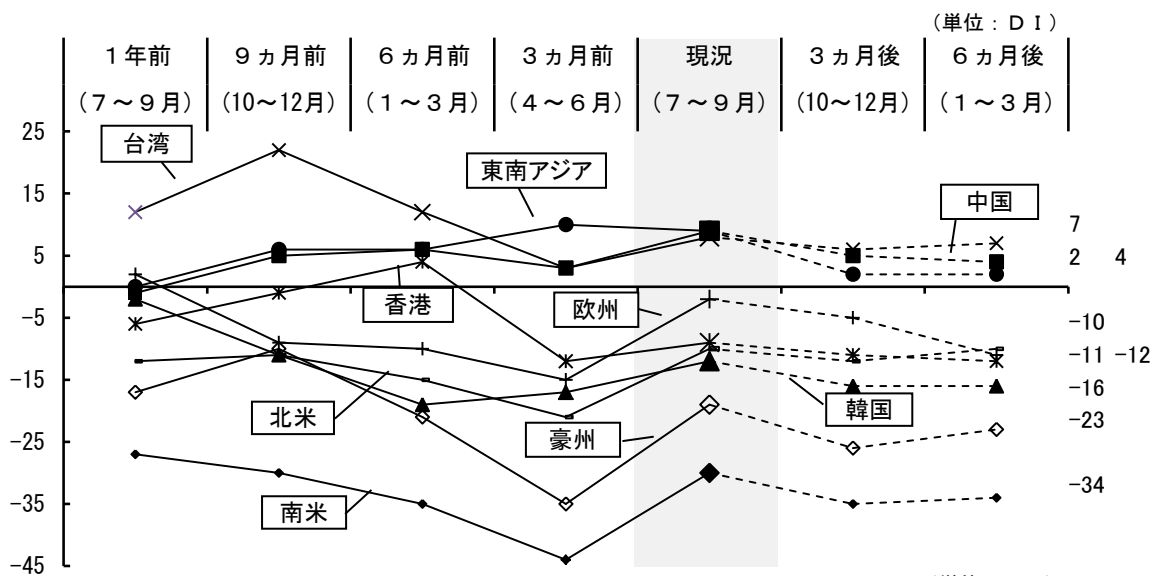 （単位：ＤＩ）
１年前 ９ヵ月前 ６ヵ月前 ３ヵ月前 現況 ３ヵ月後 ６ヵ月後
（７～９月） （10～12月） （１～３月） （４～６月） （７～９月） （10～12月） （１～３月）
25
台湾
東南アジア
15
中国
7
5
2 4
香港
欧州
-5
-10
-11 -12
-15
-16
北米
韓国
-23
豪州
-25
-34
南米
-35
-45